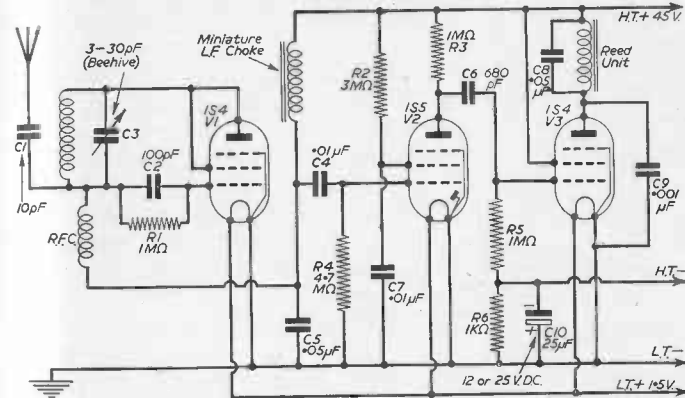 H.T.+ 45V.
Miniature
L.F. Choke
3-30pF
(Beehive)
1MΩ
R3
R2
3MΩ
C6
680
pF
C8
·05
µF
Reed
Unit
1S4
V1
1S5
V2
1S4
V3
C1
10pF
C3
100pF
C2
·01µF
C4
C9
·001
µF
R.F.C.
R1
1MΩ
R4
4·7
MΩ
R5
1MΩ
C7
·01µF
H.T.-
C5
·05µF
R6
1KΩ
C10
25µF
12 or 25 V.D.C.
L.T.-
L.T.+ 1·5V.